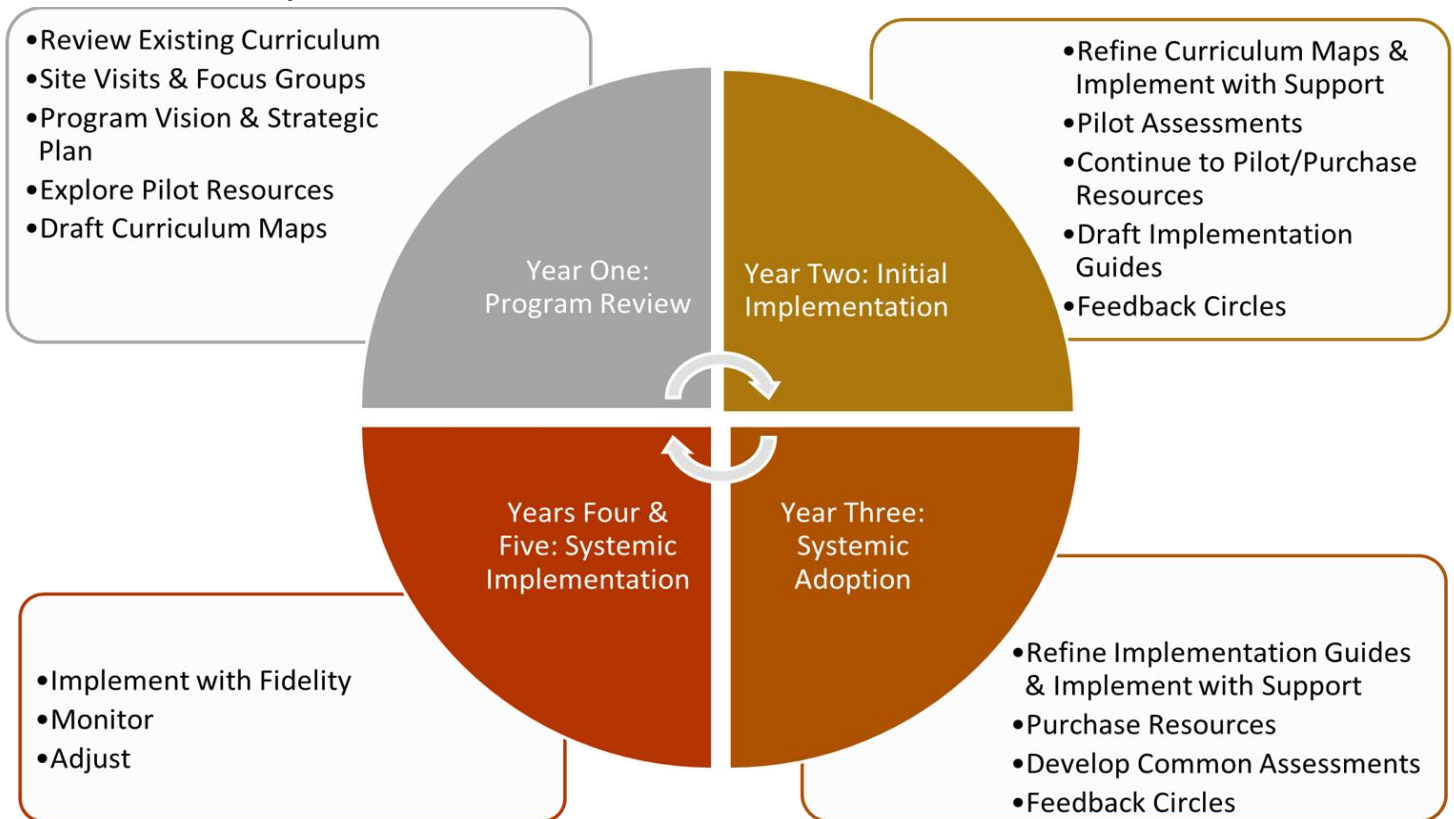 •Review Existing Curriculum
•Site Visits & Focus Groups
•Program Vision & Strategic
Plan
•Explore Pilot Resources
•Draft Curriculum Maps
•Refine Curriculum Maps &
Implement with Support
•Pilot Assessments
•Continue to Pilot/Purchase
Resources
•Draft Implementation
Guides
•Feedback Circles
Year One:
Program Review
Year Two: Initial
Implementation
Years Four &
Five: Systemic
Implementation
Year Three:
Systemic
Adoption
•Implement with Fidelity
•Monitor
•Adjust
•Refine Implementation Guides
& Implement with Support
•Purchase Resources
•Develop Common Assessments
•Feedback Circles